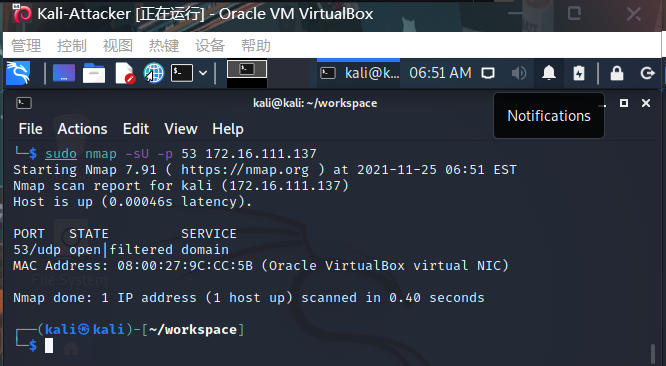 Kali-Attacker [正在运行] - Oracle VM VirtualBox
管理 控制 视图 热键 设备 帮助
kali@k... 06:51 AM
kali@kali: ~/workspace
Notifications
File Actions Edit View Help
└─$ sudo nmap -sU -p 53 172.16.111.137
Starting Nmap 7.91 ( https://nmap.org ) at 2021-11-25 06:51 EST
Nmap scan report for kali (172.16.111.137)
Host is up (0.00046s latency).
PORT STATE SERVICE
53/udp open|filtered domain
MAC Address: 08:00:27:9C:CC:5B (Oracle VirtualBox virtual NIC)
File System
Nmap done: 1 IP address (1 host up) scanned in 0.40 seconds
┌──(kali㉿kali)-[~/workspace]
└─$